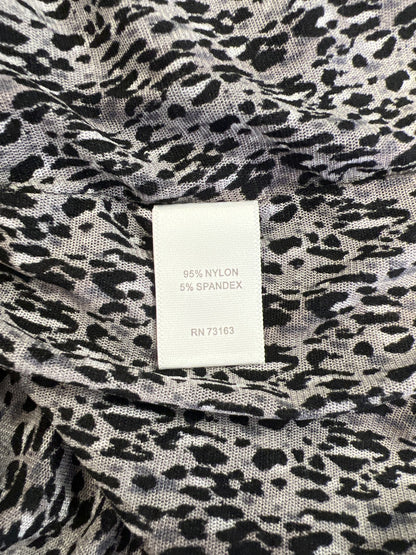 95% NYLON
5% SPANDEX
RN 73163